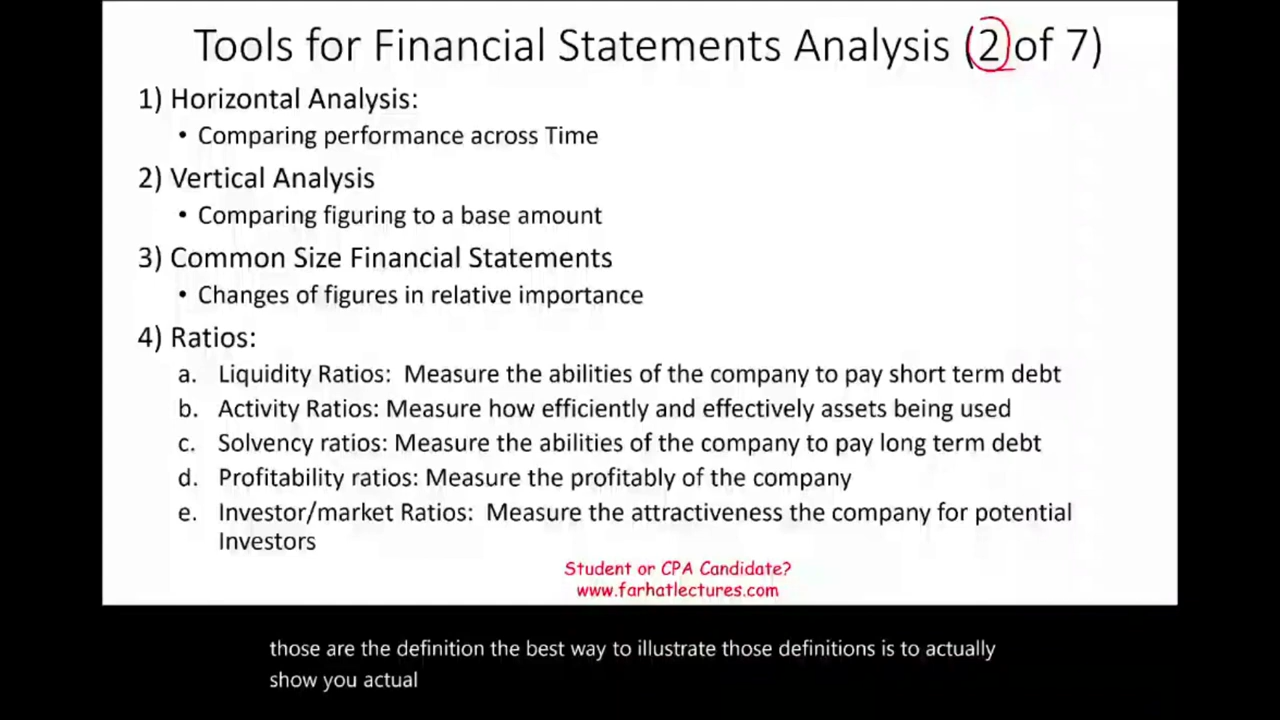 Tools for Financial Statements Analysis (2 of 7)
1) Horizontal Analysis:
• Comparing performance across Time
2) Vertical Analysis
• Comparing figuring to a base amount
3) Common Size Financial Statements
• Changes of figures in relative importance
4) Ratios:
a. Liquidity Ratios: Measure the abilities of the company to pay short term debt
b. Activity Ratios: Measure how efficiently and effectively assets being used
c. Solvency ratios: Measure the abilities of the company to pay long term debt
d. Profitability ratios: Measure the profitably of the company
e. Investor/market Ratios: Measure the attractiveness the company for potential
Investors
Student or CPA Candidate?
www.farhatlectures.com
those are the definition the best way to illustrate those definitions is to actually
show you actual